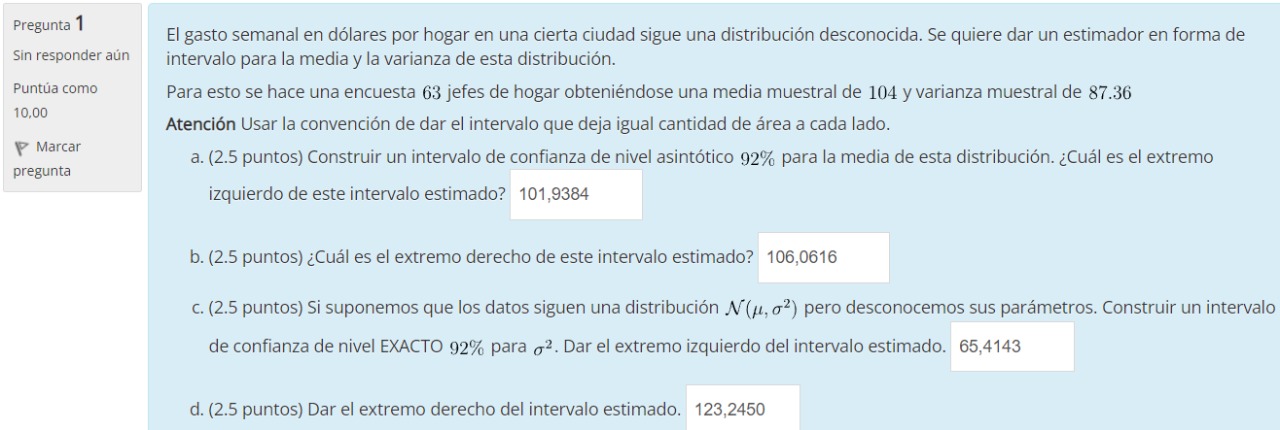 Pregunta 1
Sin responder aún
Puntúa como
10,00
Marcar
pregunta
El gasto semanal en dólares por hogar en una cierta ciudad sigue una distribución desconocida. Se quiere dar un estimador en forma de
intervalo para la media y la varianza de esta distribución.
Para esto se hace una encuesta 63 jefes de hogar obteniéndose una media muestral de 104 y varianza muestral de 87.36
Atención Usar la convención de dar el intervalo que deja igual cantidad de área a cada lado.
a. (2.5 puntos) Construir un intervalo de confianza de nivel asintótico 92% para la media de esta distribución. ¿Cuál es el extremo
izquierdo de este intervalo estimado? 101,9384
b. (2.5 puntos) ¿Cuál es el extremo derecho de este intervalo estimado? 106,0616
c. (2.5 puntos) Si suponemos que los datos siguen una distribución 𝒩(μ, σ²) pero desconocemos sus parámetros. Construir un intervalo
de confianza de nivel EXACTO 92% para σ². Dar el extremo izquierdo del intervalo estimado. 65,4143
d. (2.5 puntos) Dar el extremo derecho del intervalo estimado. 123,2450